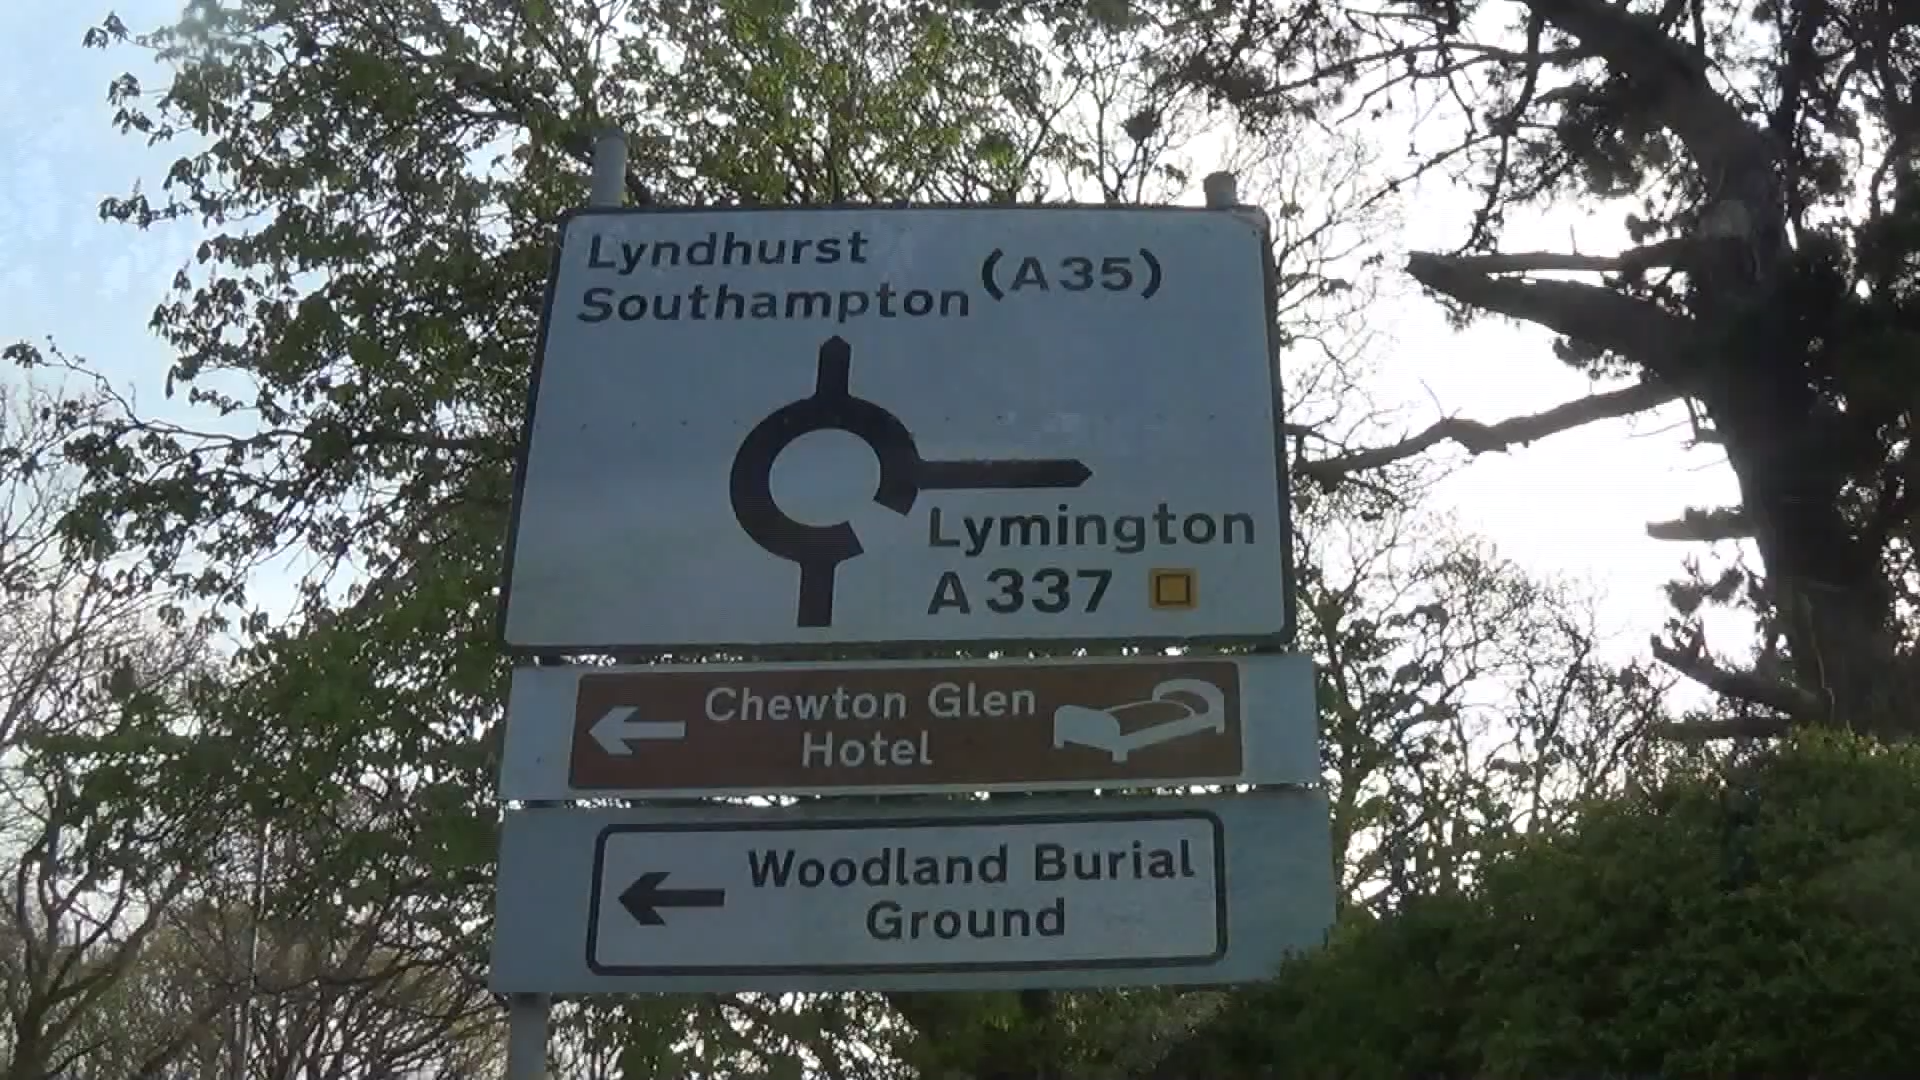 Lyndhurst
Southampton (A35)
Lymington
A337
Chewton Glen
Hotel
Woodland Burial
Ground